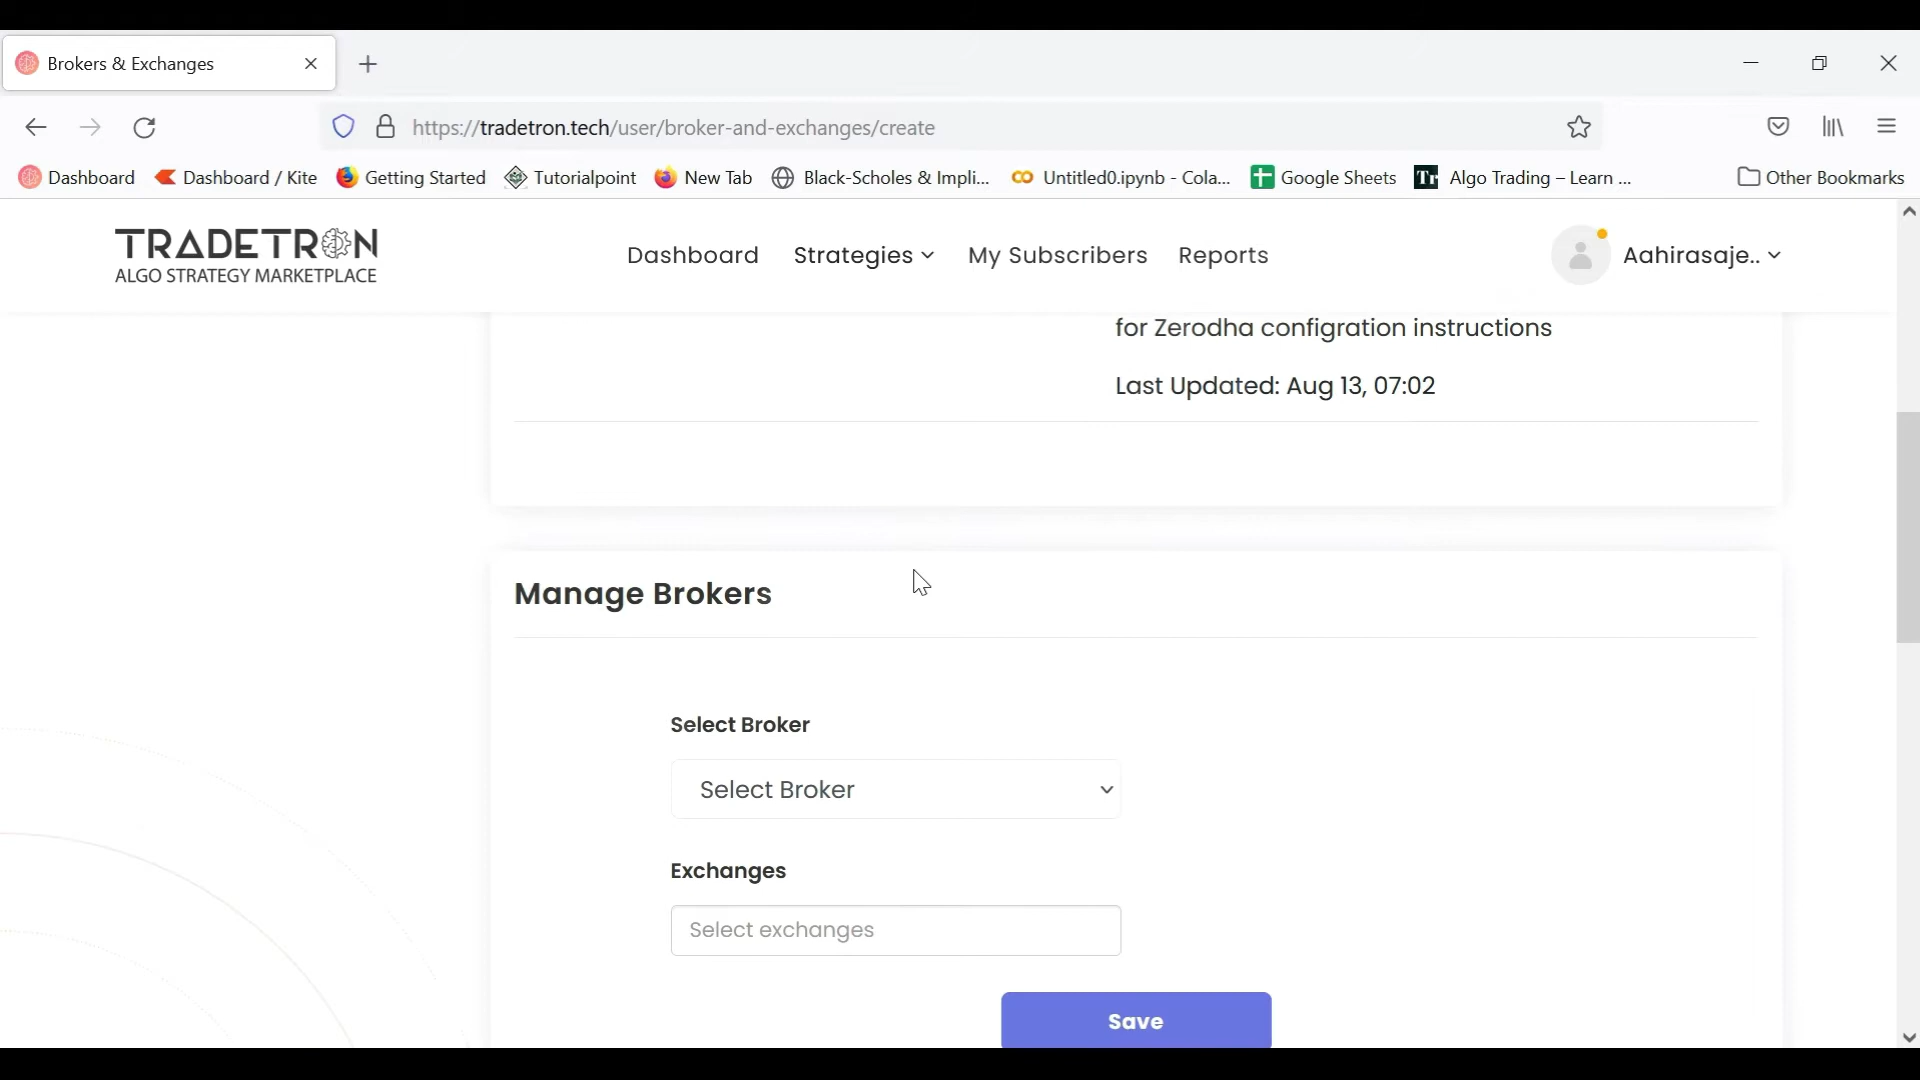 Brokers & Exchanges
https://tradetron.tech/user/broker-and-exchanges/create
Dashboard Dashboard / Kite Getting Started Tutorialpoint New Tab Black-Scholes & Impli... Untitled0.ipynb - Cola... Google Sheets Algo Trading – Learn ... Other Bookmarks
TRADETRON
ALGO STRATEGY MARKETPLACE
Dashboard Strategies My Subscribers Reports Aahirasaje..
for Zerodha configration instructions
Last Updated: Aug 13, 07:02
Manage Brokers
Select Broker
Select Broker
Exchanges
Select exchanges
Save